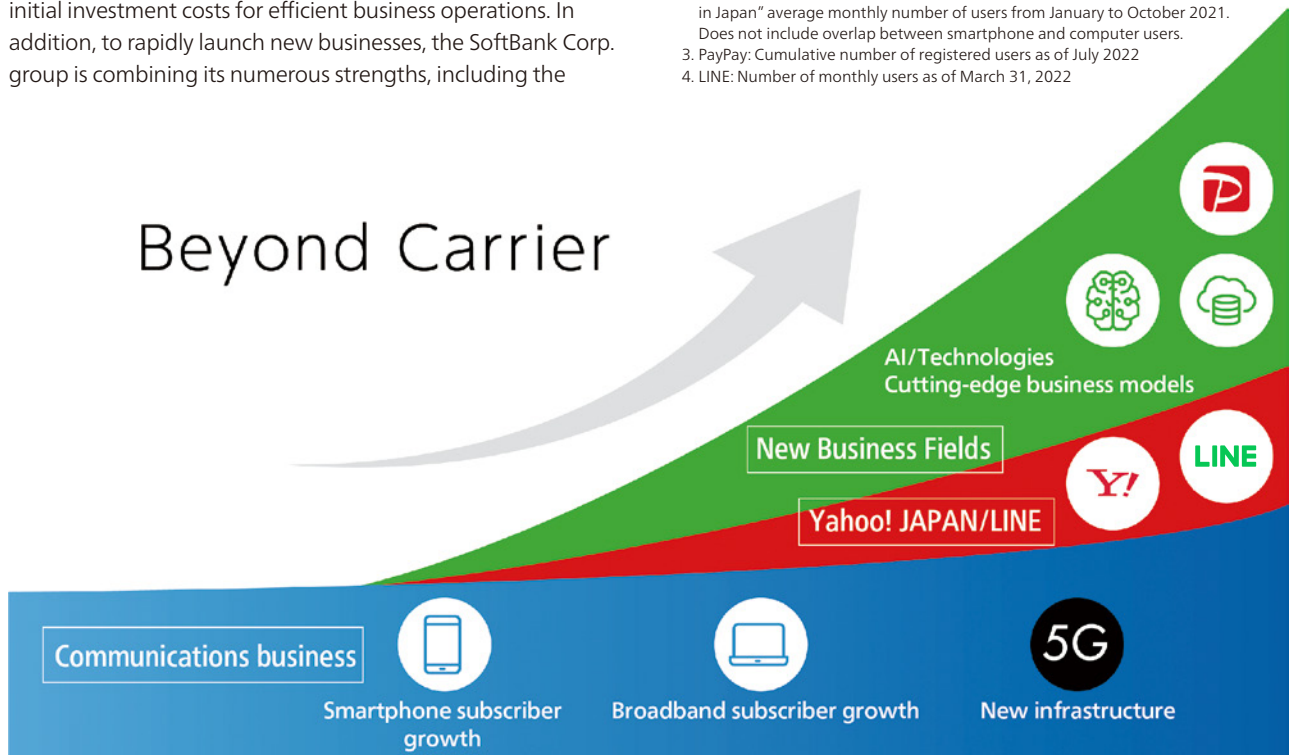 initial investment costs for efficient business operations. In
addition, to rapidly launch new businesses, the SoftBank Corp.
group is combining its numerous strengths, including the
in Japan” average monthly number of users from January to October 2021.
Does not include overlap between smartphone and computer users.
3. PayPay: Cumulative number of registered users as of July 2022
4. LINE: Number of monthly users as of March 31, 2022
Beyond Carrier
P
AI/Technologies
Cutting-edge business models
New Business Fields
LINE
Y!
Yahoo! JAPAN/LINE
Communications business
5G
Smartphone subscriber
growth
Broadband subscriber growth
New infrastructure